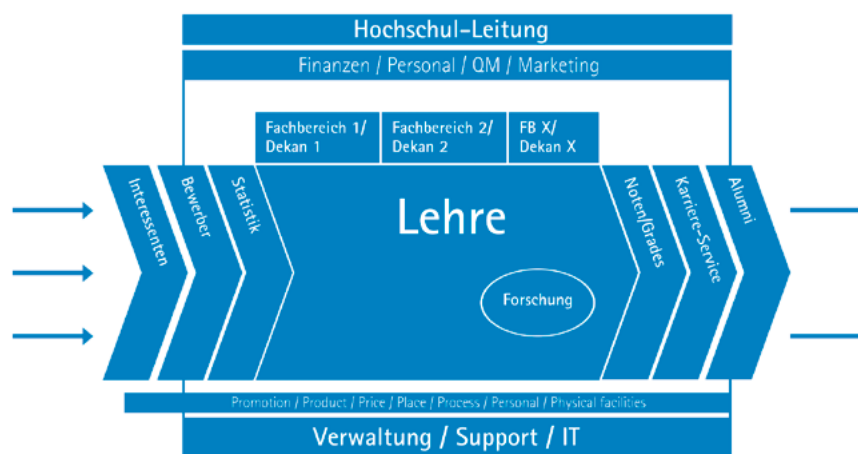 Hochschul-Leitung
Finanzen / Personal / QM / Marketing
Fachbereich 1/
Dekan 1
Fachbereich 2/
Dekan 2
FB X/
Dekan X
Interessenten
Bewerber
Statistik
Lehre
Forschung
Noten/Grades
Karriere-Service
Alumni
Promotion / Product / Price / Place / Process / Personal / Physical facilities
Verwaltung / Support / IT